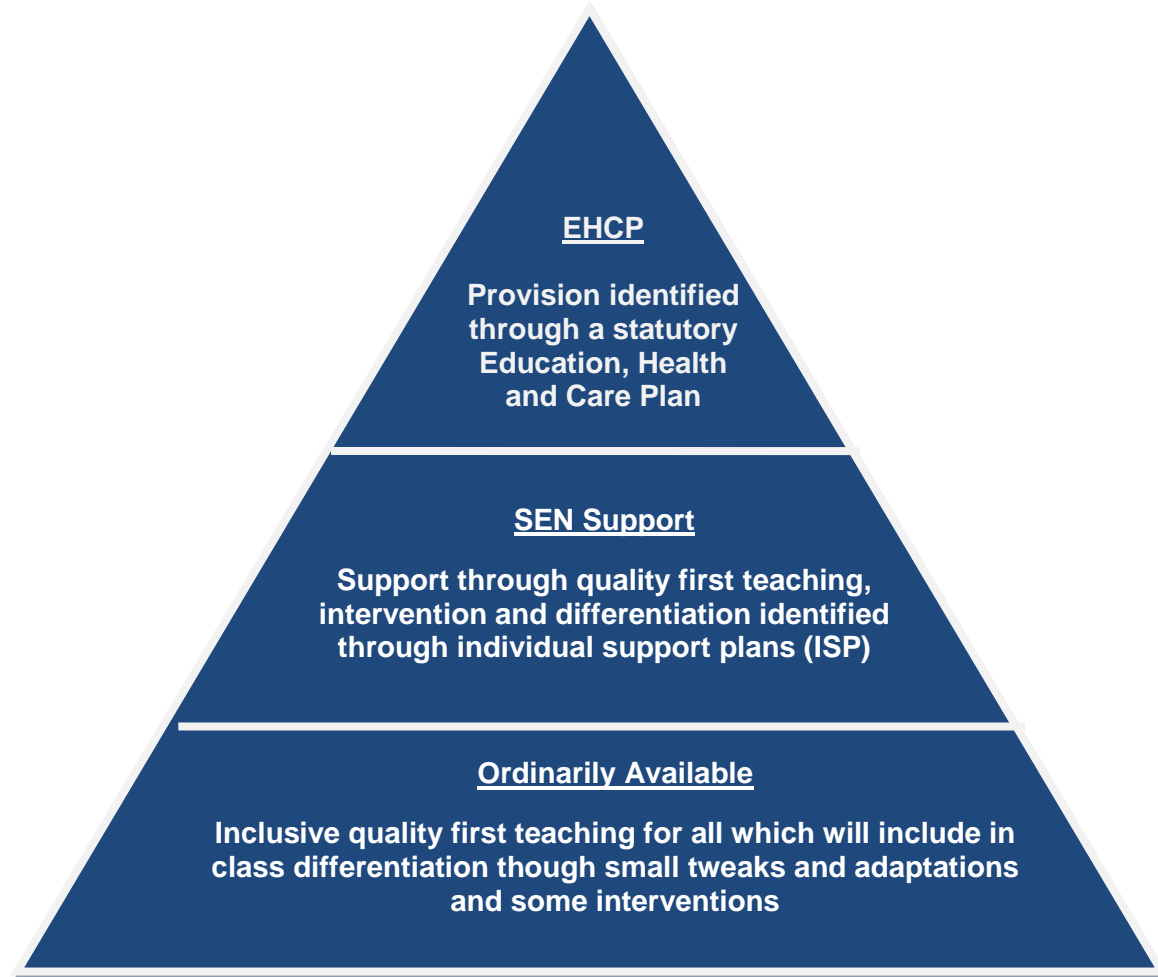 EHCP
Provision identified
through a statutory
Education, Health
and Care Plan
SEN Support
Support through quality first teaching,
intervention and differentiation identified
through individual support plans (ISP)
Ordinarily Available
Inclusive quality first teaching for all which will include in
class differentiation though small tweaks and adaptations
and some interventions